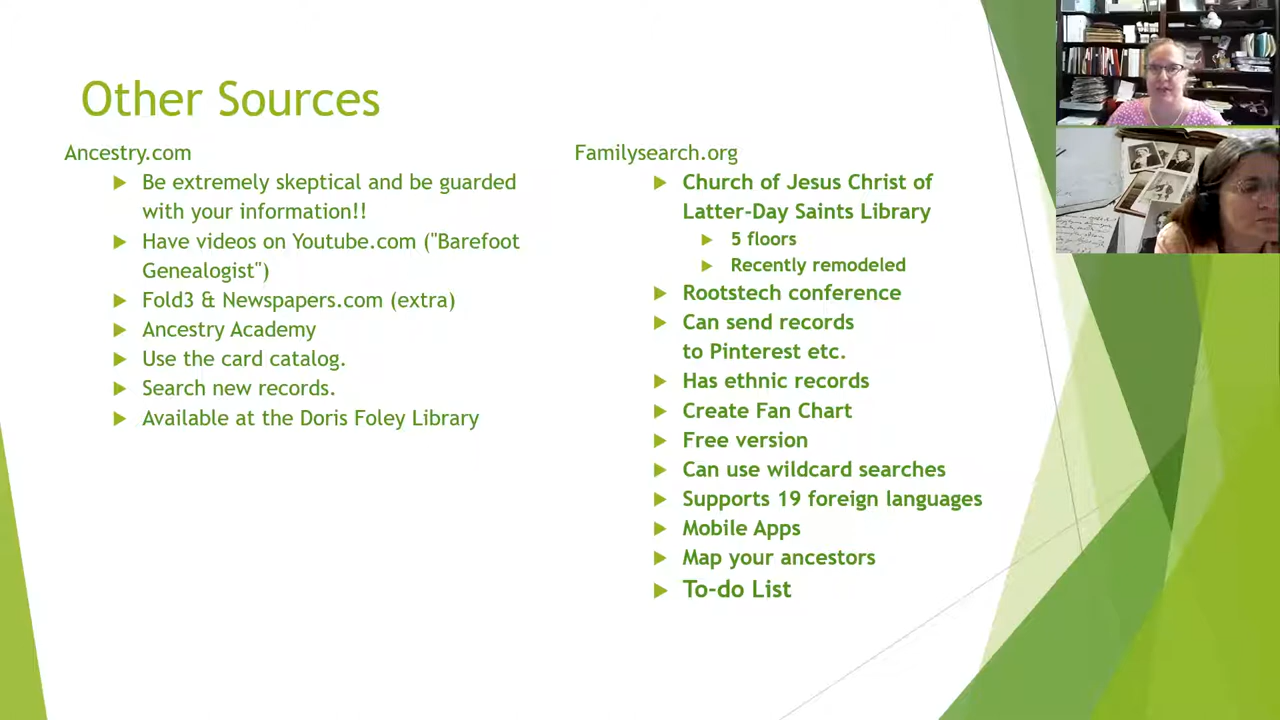 Other Sources
Ancestry.com
Be extremely skeptical and be guarded
with your information!!
Have videos on Youtube.com ("Barefoot
Genealogist")
Fold3 & Newspapers.com (extra)
Ancestry Academy
Use the card catalog.
Search new records.
Available at the Doris Foley Library
Familysearch.org
Church of Jesus Christ of
Latter-Day Saints Library
5 floors
Recently remodeled
Rootstech conference
Can send records
to Pinterest etc.
Has ethnic records
Create Fan Chart
Free version
Can use wildcard searches
Supports 19 foreign languages
Mobile Apps
Map your ancestors
To-do List